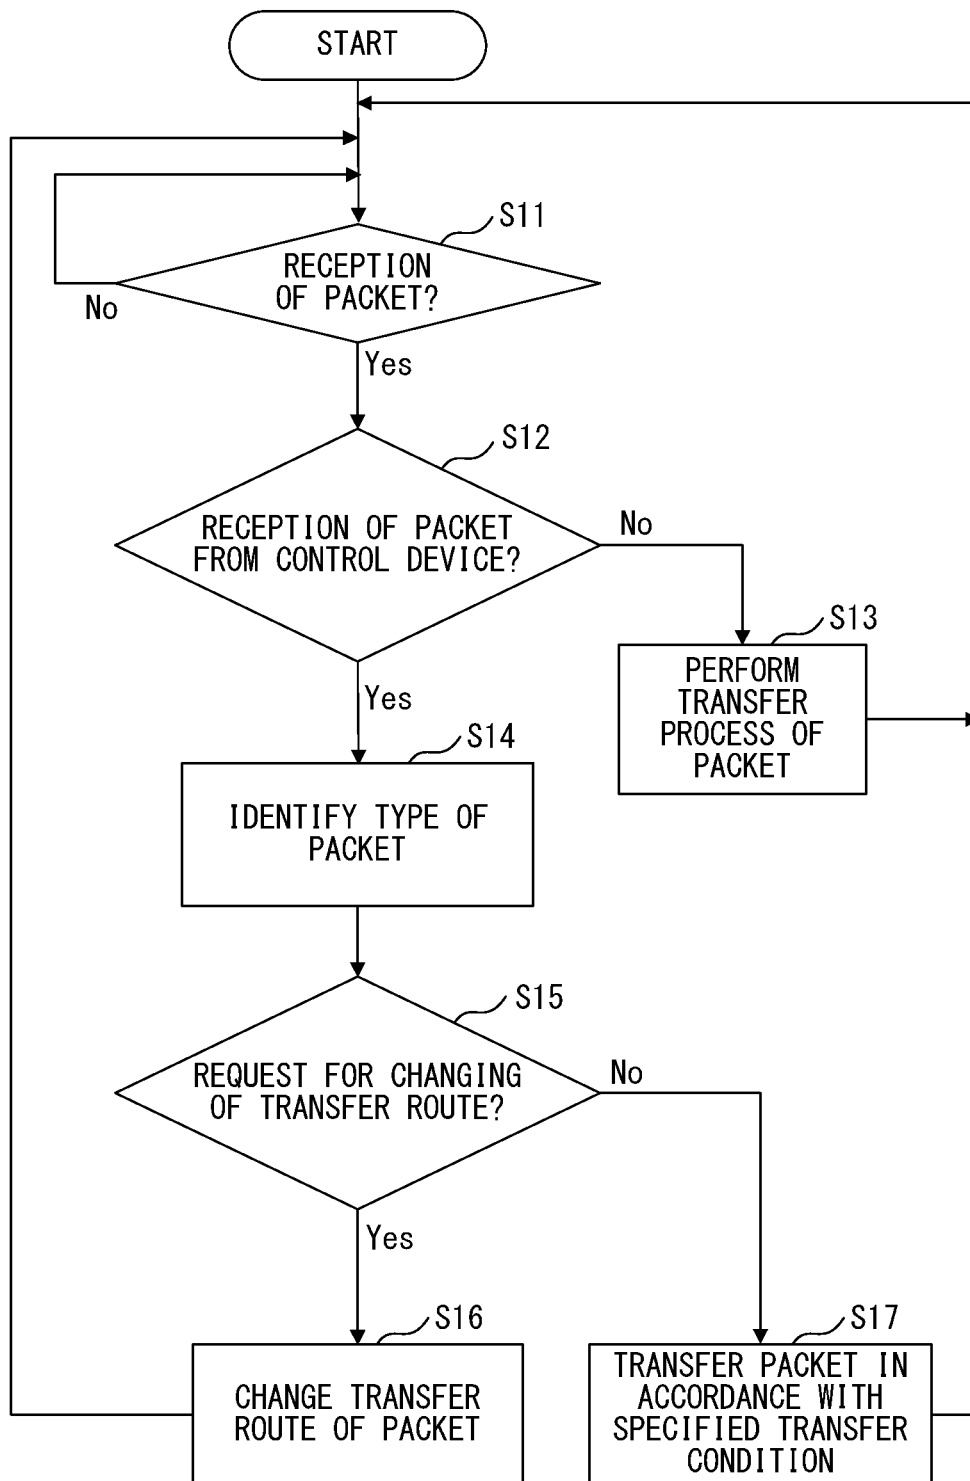 START
S11
RECEPTION
OF PACKET?
No
Yes
S12
RECEPTION OF PACKET
FROM CONTROL DEVICE?
No
Yes
S13
PERFORM
TRANSFER
PROCESS OF
PACKET
S14
IDENTIFY TYPE OF
PACKET
S15
REQUEST FOR CHANGING
OF TRANSFER ROUTE?
No
Yes
S16
CHANGE TRANSFER
ROUTE OF PACKET
S17
TRANSFER PACKET IN
ACCORDANCE WITH
SPECIFIED TRANSFER
CONDITION